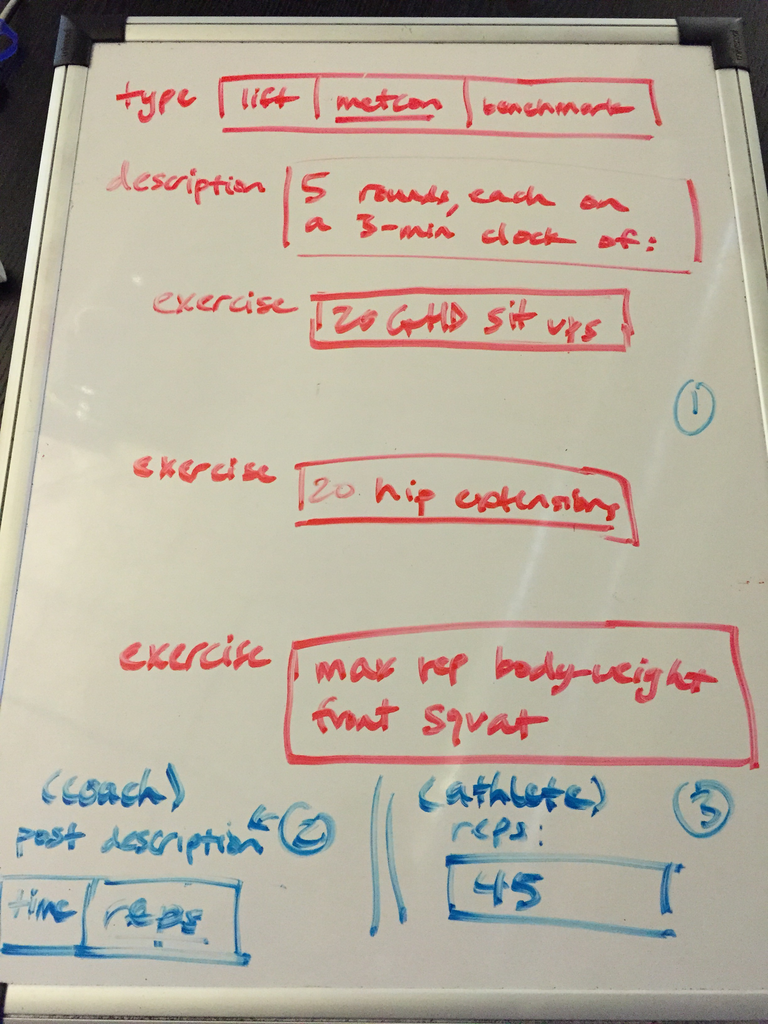 type lift metcon benchmark
description 5 rounds, each on
a 3-min clock of:
exercise 20 GHD sit ups
1
exercise 20 hip extensions
exercise max rep body-weight
front squat
(coach)
post description ← 2
time reps
(athlete) 3
reps:
45